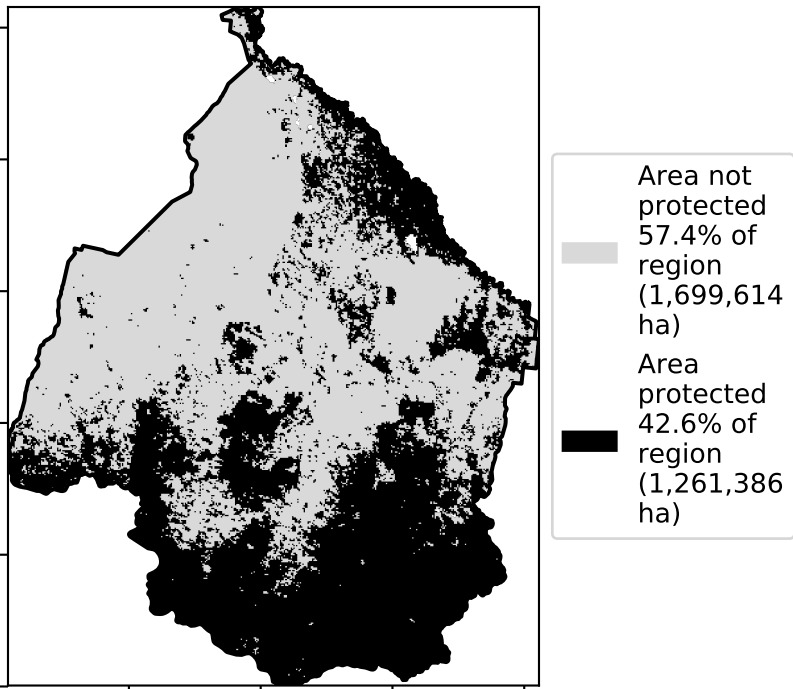 Area not
protected
57.4% of
region
(1,699,614
ha)
Area
protected
42.6% of
region
(1,261,386
ha)